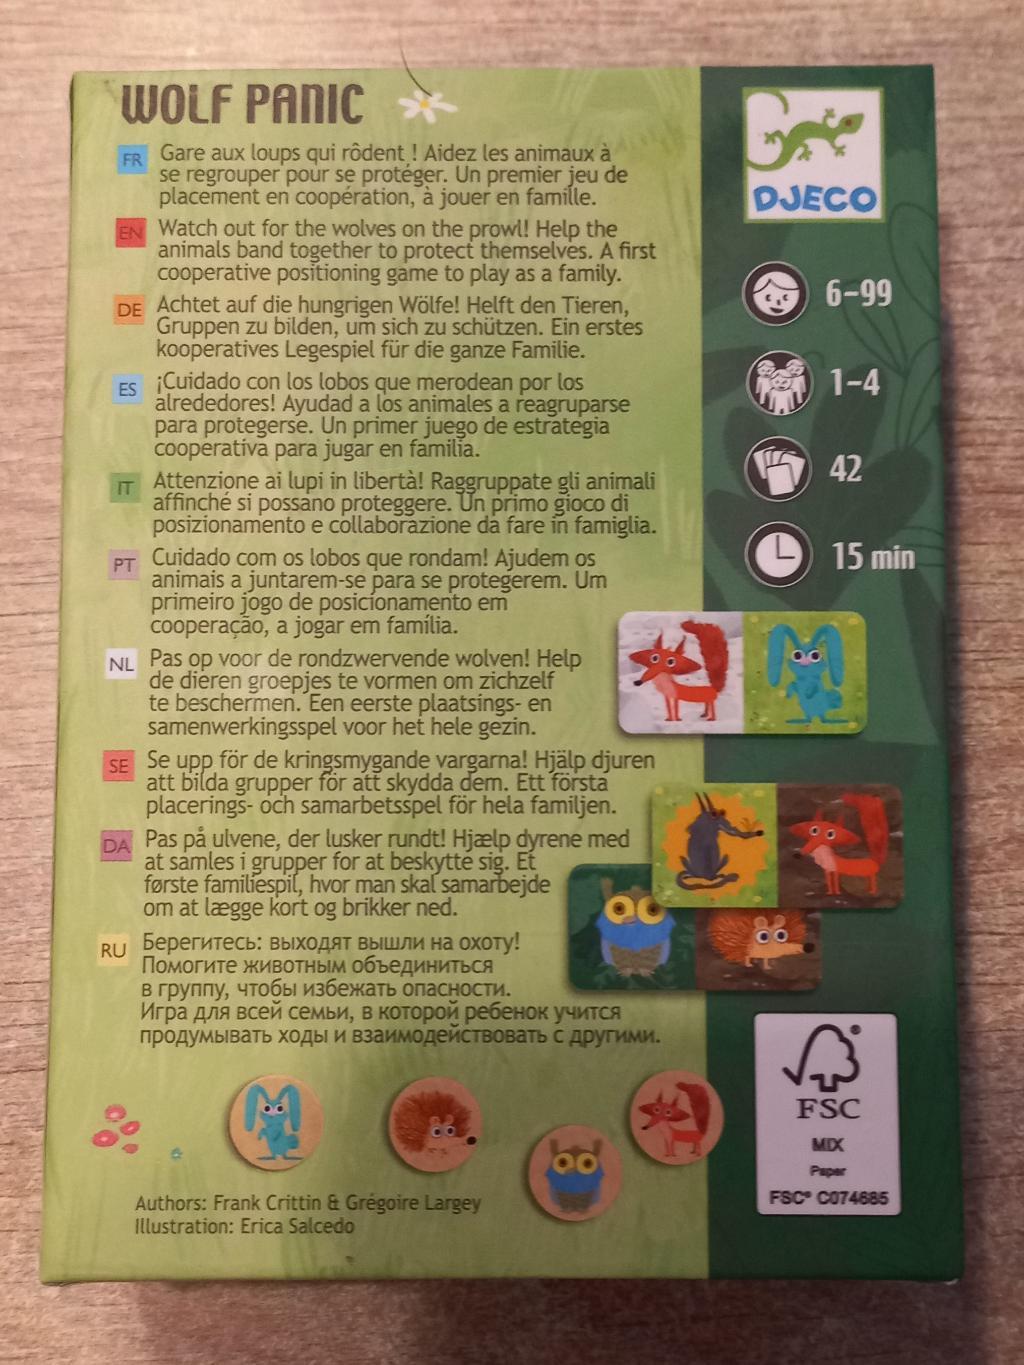 WOLF PANIC
FR
Gare aux loups qui rôdent ! Aidez les animaux à
se regrouper pour se protéger. Un premier jeu de
placement en coopération, à jouer en famille.
EN
Watch out for the wolves on the prowl! Help the
animals band together to protect themselves. A first
cooperative positioning game to play as a family.
DE
Achtet auf die hungrigen Wölfe! Helft den Tieren,
Gruppen zu bilden, um sich zu schützen. Ein erstes
kooperatives Legespiel für die ganze Familie.
ES
¡Cuidado con los lobos que merodean por los
alrededores! Ayudad a los animales a reagruparse
para protegerse. Un primer juego de estrategia
cooperativa para jugar en familia.
IT
Attenzione ai lupi in libertà! Raggruppate gli animali
affinché si possano proteggere. Un primo gioco di
posizionamento e collaborazione da fare in famiglia.
PT
Cuidado com os lobos que rondam! Ajudem os
animais a juntarem-se para se protegerem. Um
primeiro jogo de posicionamento em
cooperação, a jogar em família.
NL
Pas op voor de rondzwervende wolven! Help
de dieren groepjes te vormen om zichzelf
te beschermen. Een eerste plaatsings- en
samenwerkingsspel voor het hele gezin.
SE
Se upp för de kringsmygande vargarna! Hjälp djuren
att bilda grupper för att skydda dem. Ett första
placerings- och samarbetsspel för hela familjen.
DA
Pas på ulvene, der lusker rundt! Hjælp dyrene med
at samles i grupper for at beskytte sig. Et
første familiespil, hvor man skal samarbejde
om at lægge kort og brikker ned.
RU
Берегитесь: выходят вышли на охоту!
Помогите животным объединиться
в группу, чтобы избежать опасности.
Игра для всей семьи, в которой ребенок учится
продумывать ходы и взаимодействовать с другими.
Authors: Frank Crittin & Grégoire Largey
Illustration: Erica Salcedo
DJECO
6-99
1-4
42
15 min
FSC
MIX
Paper
FSC® C074685